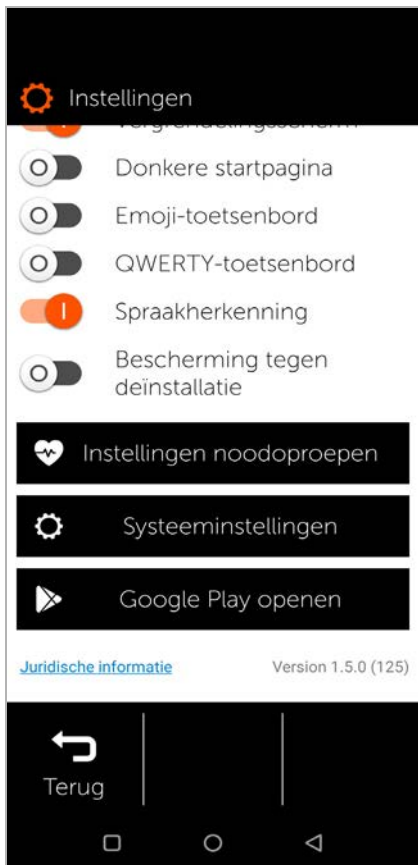 Instellingen
Vergrendelingsscherm
Donkere startpagina
Emoji-toetsenbord
QWERTY-toetsenbord
Spraakherkenning
Bescherming tegen
deïnstallatie
Instellingen noodoproepen
Systeeminstellingen
Google Play openen
Juridische informatie
Version 1.5.0 (125)
Terug